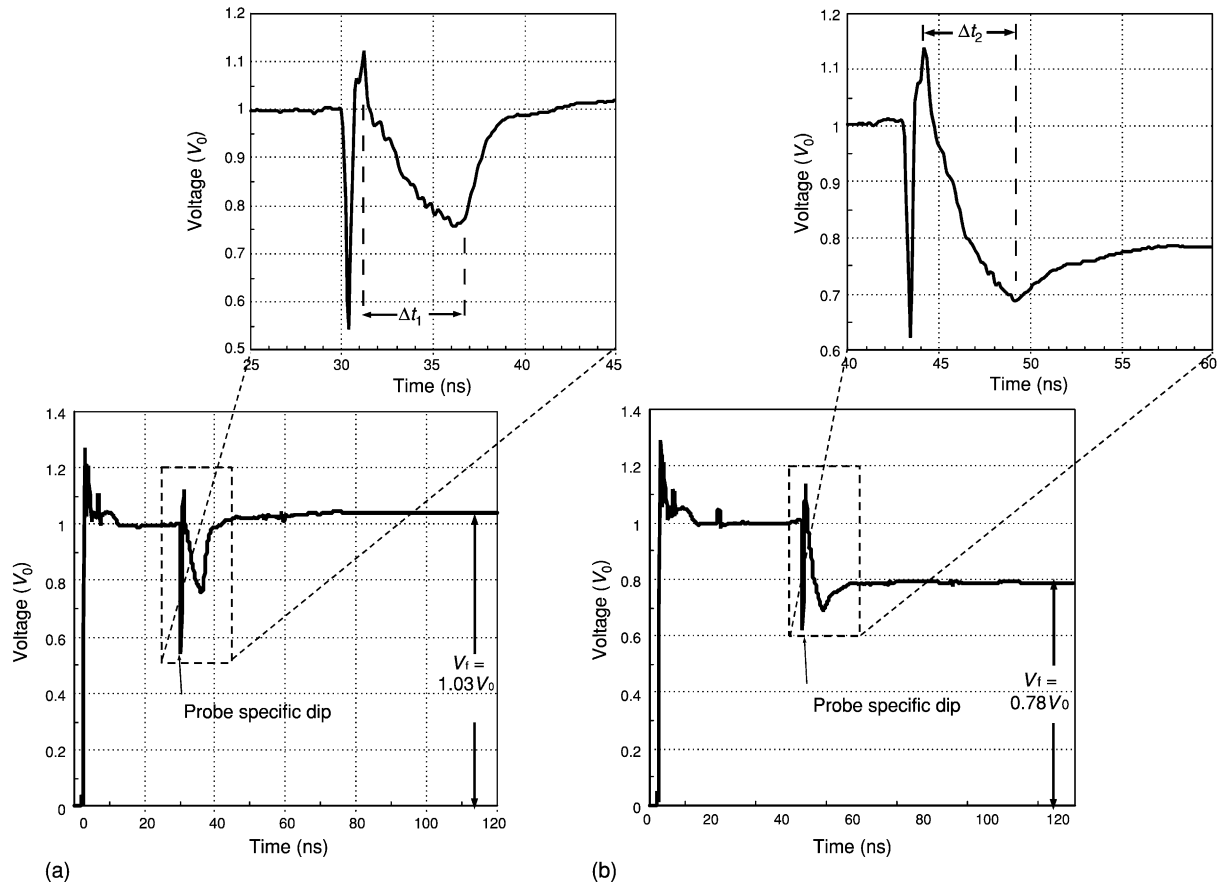 1.2
1.1
1
0.9
0.8
0.7
0.6
0.5
Voltage (V0)
Δt1
25 30 35 40 45
Time (ns)
1.2
1.1
1
0.9
0.8
0.7
0.6
Voltage (V0)
Δt2
40 45 50 55 60
Time (ns)
1.4
1.2
1
0.8
0.6
0.4
0.2
0
Voltage (V0)
Vf =
1.03V0
Probe specific dip
0 20 40 60 80 100 120
Time (ns)
(a)
1.4
1.2
1
0.8
0.6
0.4
0.2
0
Voltage (V0)
Vf =
0.78V0
Probe specific dip
0 20 40 60 80 100 120
Time (ns)
(b)